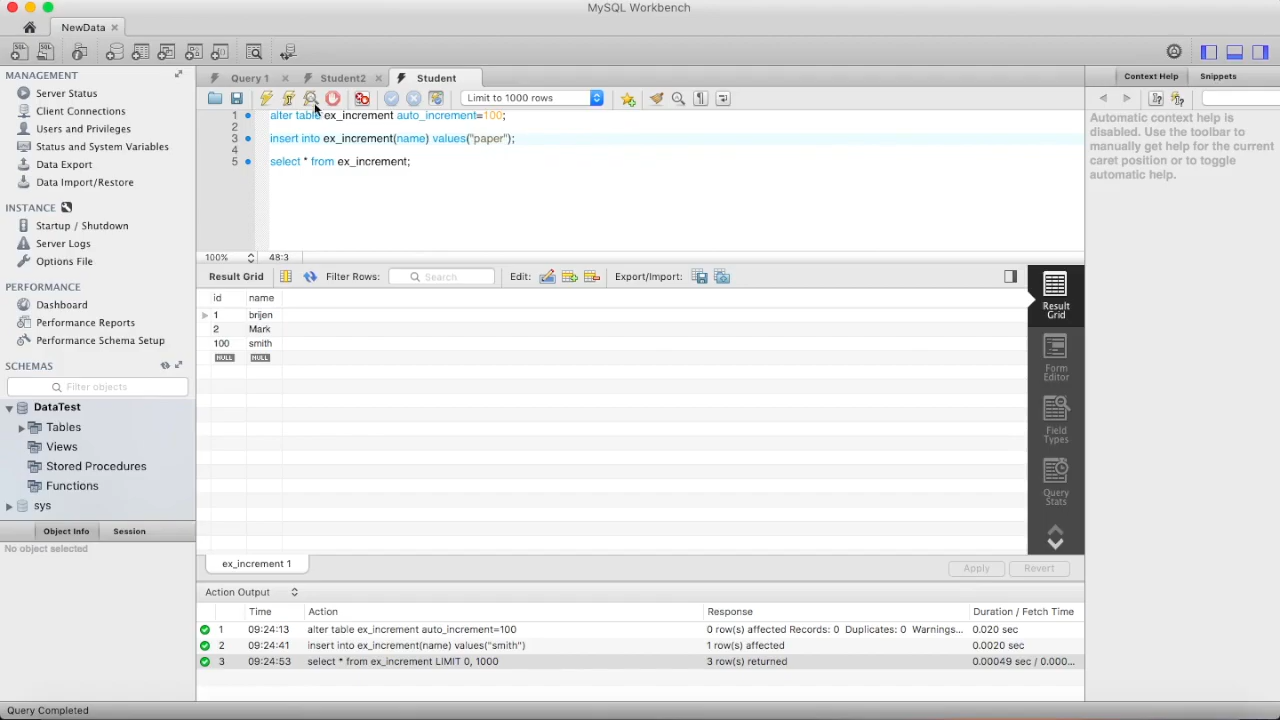 MySQL Workbench
NewData
Query 1
Student2
Student
Context Help
Snippets
MANAGEMENT
Server Status
Client Connections
Users and Privileges
Status and System Variables
Data Export
Data Import/Restore
INSTANCE
Startup / Shutdown
Server Logs
Options File
PERFORMANCE
Dashboard
Performance Reports
Performance Schema Setup
SCHEMAS
Filter objects
DataTest
Tables
Views
Stored Procedures
Functions
sys
Object Info Session
No object selected
Limit to 1000 rows
1 alter table ex_increment auto_increment=100;
2
3 insert into ex_increment(name) values("paper");
4
5 select * from ex_increment;
100% 48:3
Result Grid Filter Rows: Search Edit: Export/Import:
id name
1 brijen
2 Mark
100 smith
NULL NULL
Result Grid
Form Editor
Field Types
Query Stats
ex_increment 1
Apply Revert
Action Output
Time Action Response Duration / Fetch Time
1 09:24:13 alter table ex_increment auto_increment=100 0 row(s) affected Records: 0 Duplicates: 0 Warnings... 0.020 sec
2 09:24:41 insert into ex_increment(name) values("smith") 1 row(s) affected 0.0020 sec
3 09:24:53 select * from ex_increment LIMIT 0, 1000 3 row(s) returned 0.00049 sec / 0.000...
Automatic context help is
disabled. Use the toolbar to
manually get help for the current
caret position or to toggle
automatic help.
Query Completed